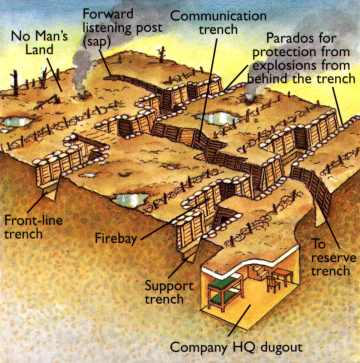 No Man's
Land
Forward
listening post
(sap)
Communication
trench
Parados for
protection from
explosions from
behind the trench
Front-line
trench
Firebay
Support
trench
To
reserve
trench
Company HQ dugout